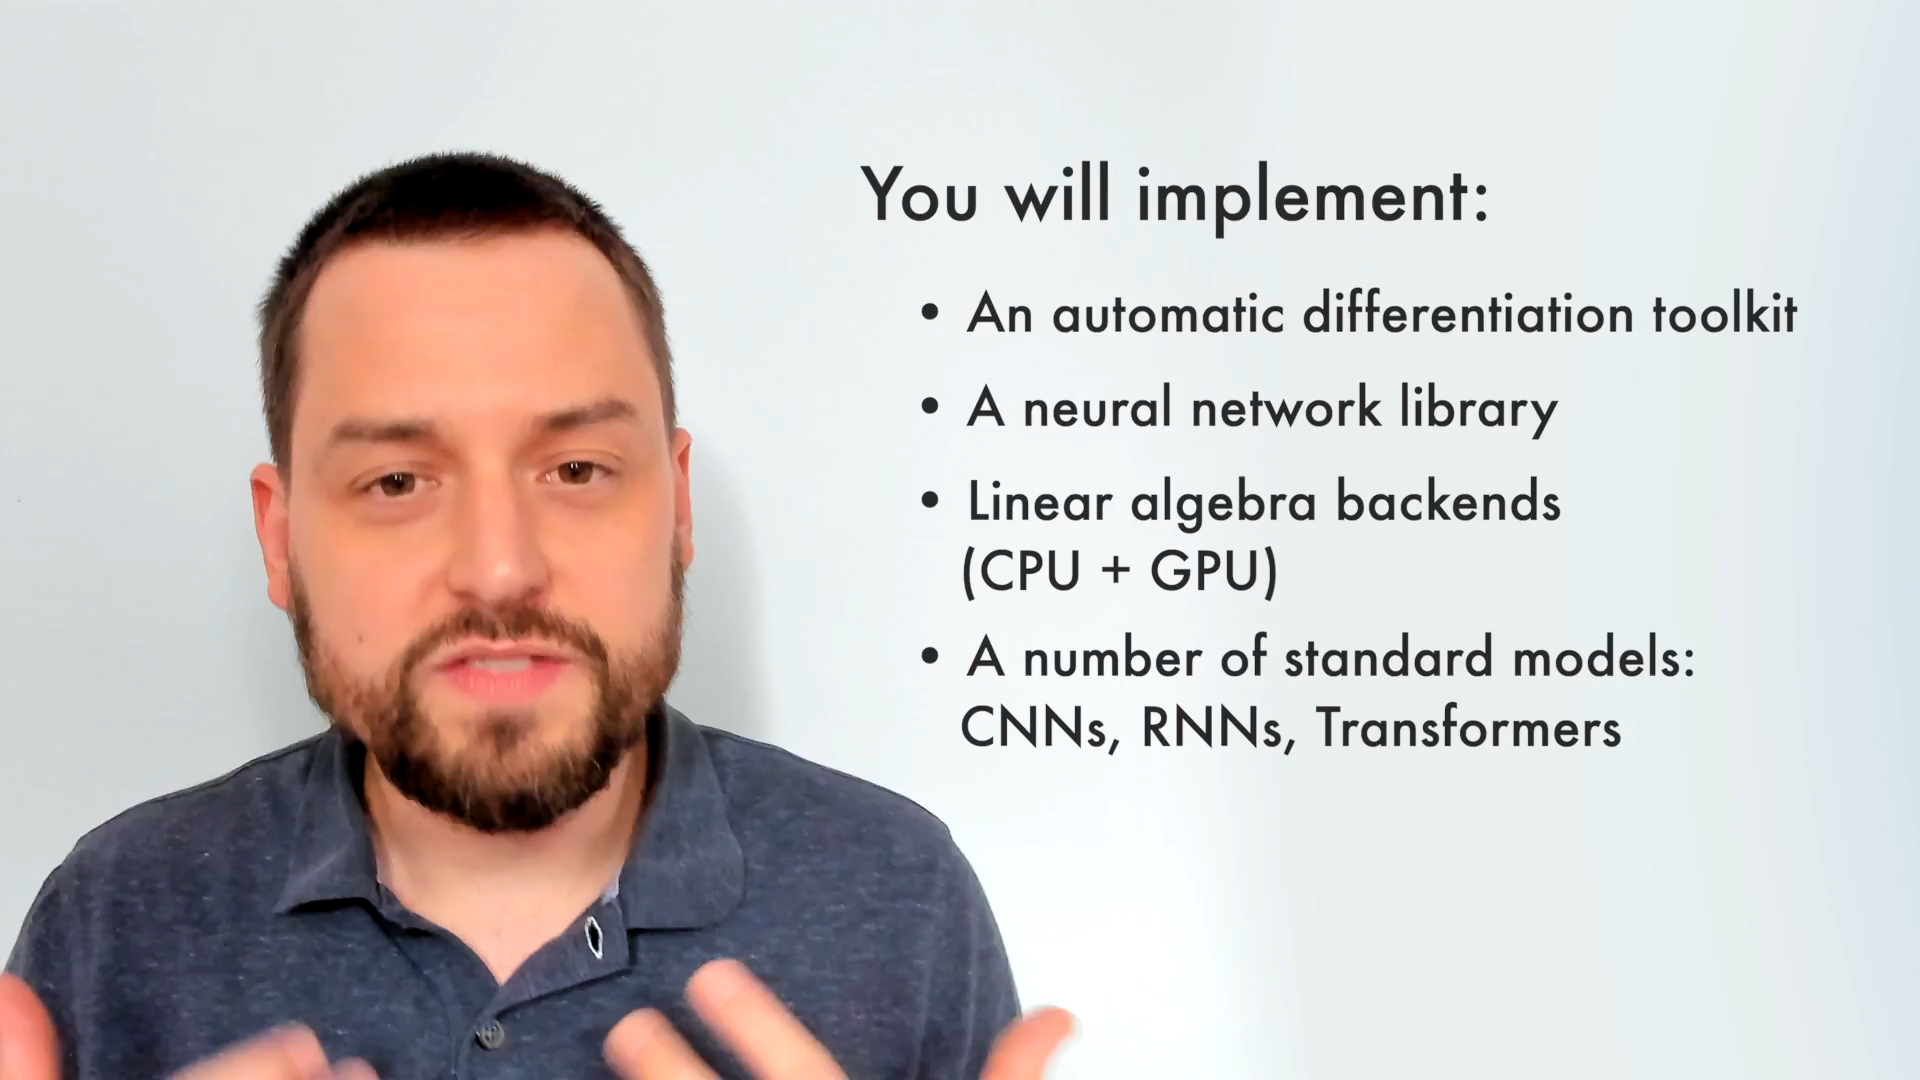 You will implement:
• An automatic differentiation toolkit
• A neural network library
• Linear algebra backends
(CPU + GPU)
• A number of standard models:
CNNs, RNNs, Transformers